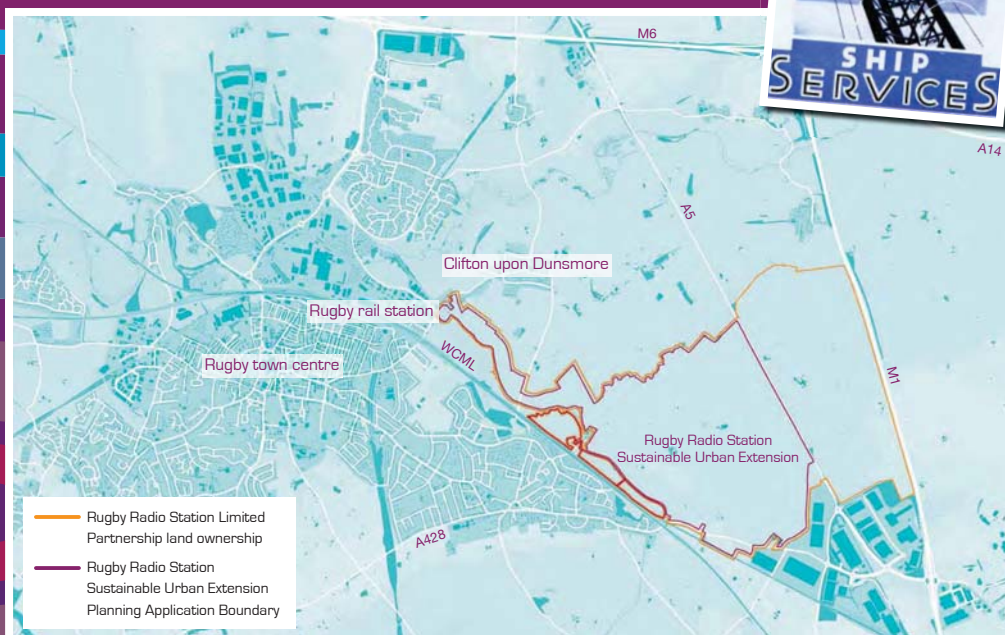 M6
SHIP
SERVICES
A14
A5
Clifton upon Dunsmore
Rugby rail station
WCML
Rugby town centre
M1
Rugby Radio Station
Sustainable Urban Extension
A428
Rugby Radio Station Limited
Partnership land ownership
Rugby Radio Station
Sustainable Urban Extension
Planning Application Boundary